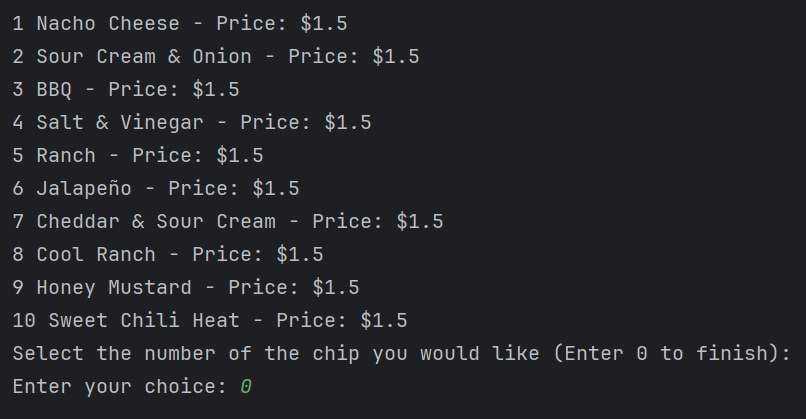 1 Nacho Cheese - Price: $1.5
2 Sour Cream & Onion - Price: $1.5
3 BBQ - Price: $1.5
4 Salt & Vinegar - Price: $1.5
5 Ranch - Price: $1.5
6 Jalapeño - Price: $1.5
7 Cheddar & Sour Cream - Price: $1.5
8 Cool Ranch - Price: $1.5
9 Honey Mustard - Price: $1.5
10 Sweet Chili Heat - Price: $1.5
Select the number of the chip you would like (Enter 0 to finish):
Enter your choice: 0